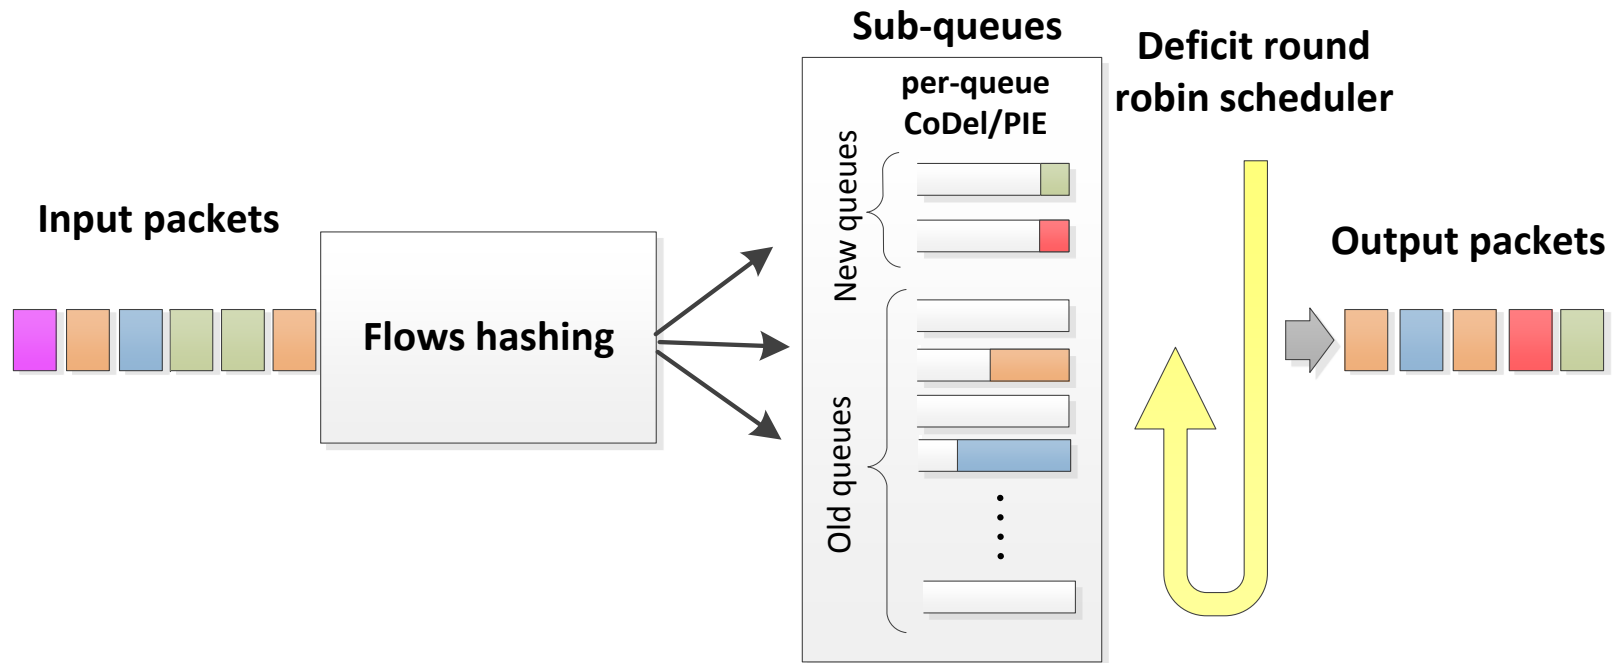 Sub-queues
Deficit round
robin scheduler
per-queue
CoDel/PIE
New queues
Input packets
Output packets
Flows hashing
Old queues